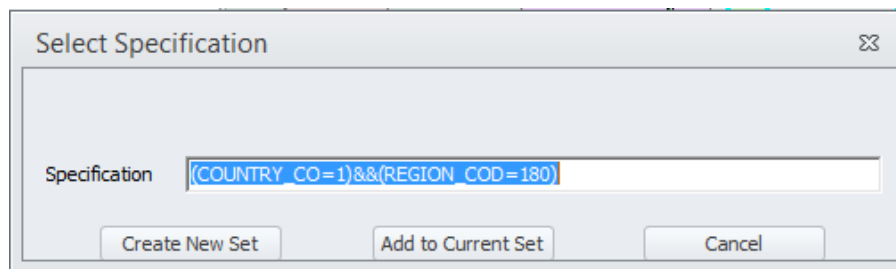 Select Specification
Specification (COUNTRY_CO=1)&&(REGION_COD=180)
Create New Set Add to Current Set Cancel